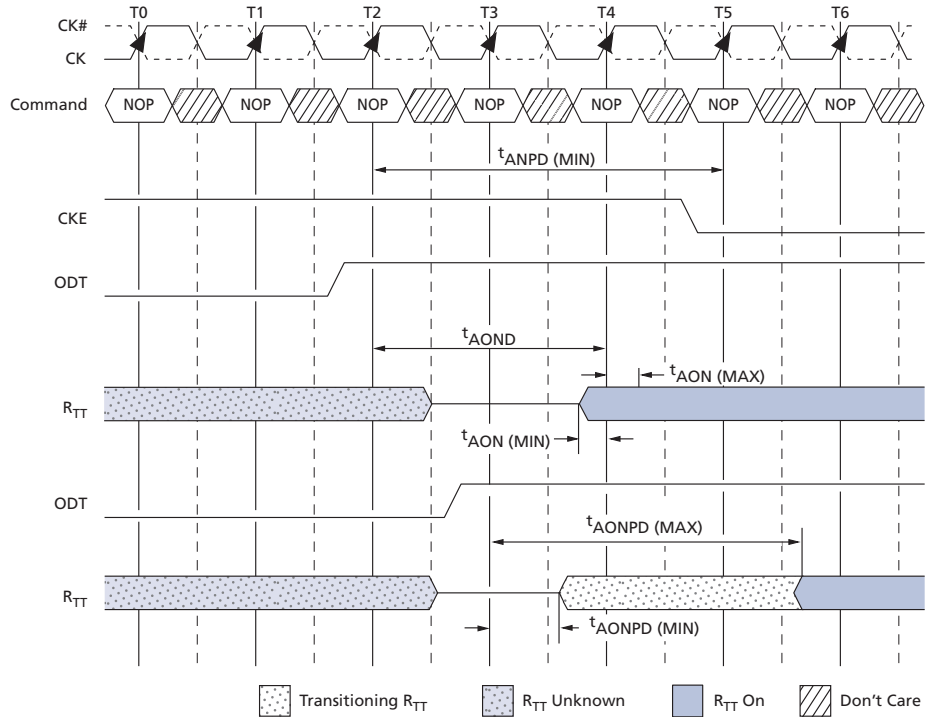 T0 T1 T2 T3 T4 T5 T6
CK#
CK
Command NOP NOP NOP NOP NOP NOP NOP
tANPD (MIN)
CKE
ODT
tAOND
tAON (MAX)
RTT
tAON (MIN)
ODT
tAONPD (MAX)
RTT
tAONPD (MIN)
Transitioning RTT RTT Unknown RTT On Don't Care